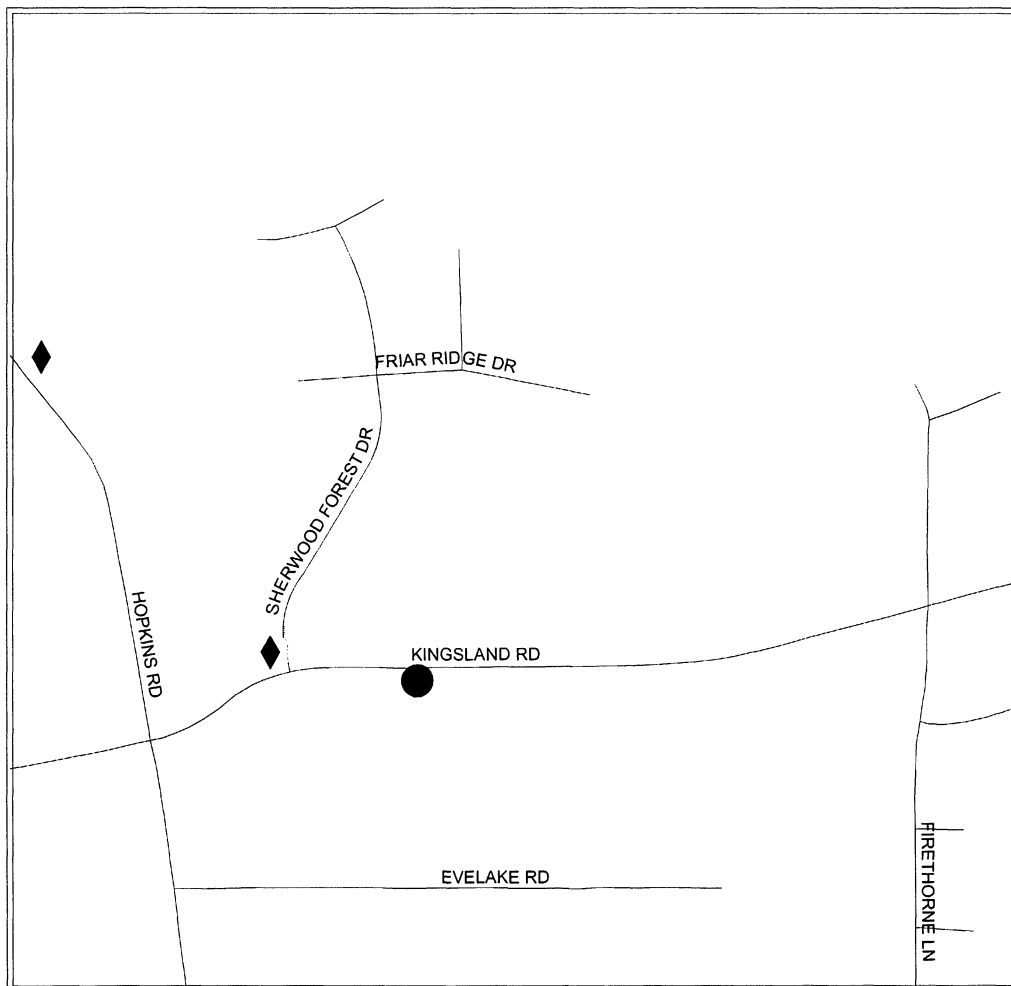 FRIAR RIDGE DR
SHERWOOD FOREST DR
HOPKINS RD
KINGSLAND RD
EVELAKE RD
FIRETHORNE LN